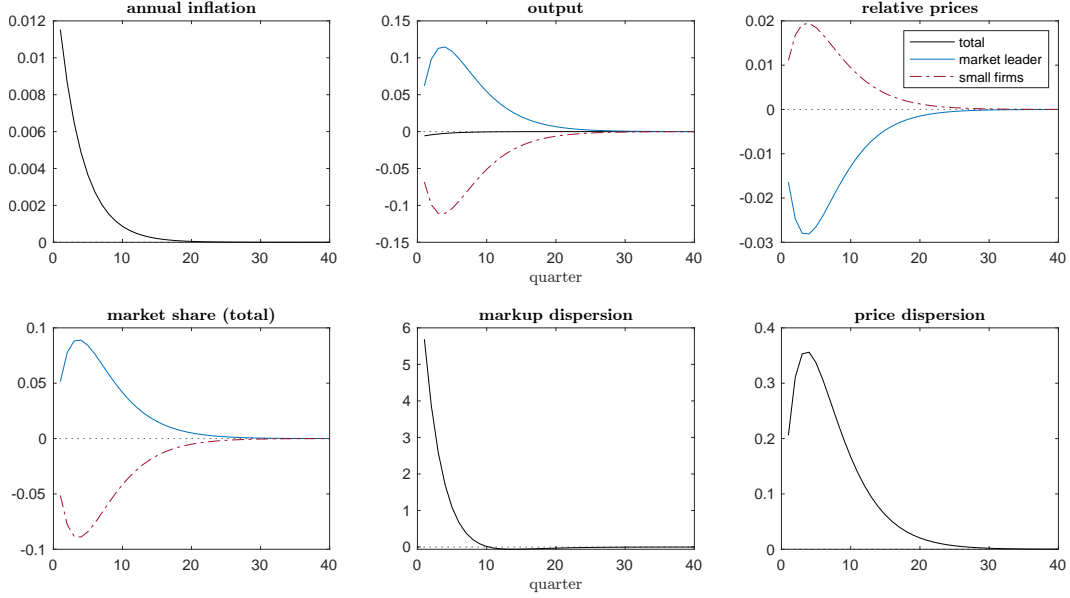 annual inflation
0.012
0.01
0.008
0.006
0.004
0.002
0
0 10 20 30 40
output
0.15
0.1
0.05
0
-0.05
-0.1
-0.15
0 10 20 30 40
quarter
relative prices
0.02
0.01
0
-0.01
-0.02
-0.03
0 10 20 30 40
total
market leader
small firms
market share (total)
0.1
0.05
0
-0.05
-0.1
0 10 20 30 40
markup dispersion
6
5
4
3
2
1
0
0 10 20 30 40
quarter
price dispersion
0.4
0.3
0.2
0.1
0
0 10 20 30 40